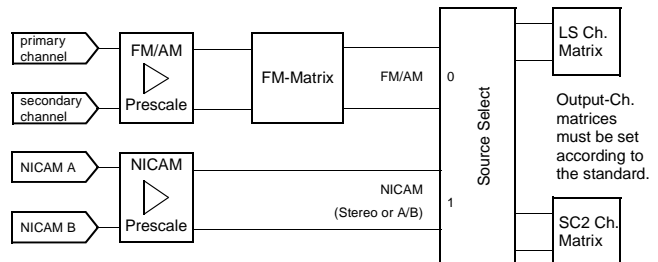 primary
channel
secondary
channel
FM/AM
Prescale
FM-Matrix
FM/AM
0
NICAM A
NICAM B
NICAM
Prescale
NICAM
(Stereo or A/B)
1
Source Select
LS Ch.
Matrix
Output-Ch.
matrices
must be set
according to
the standard.
SC2 Ch.
Matrix